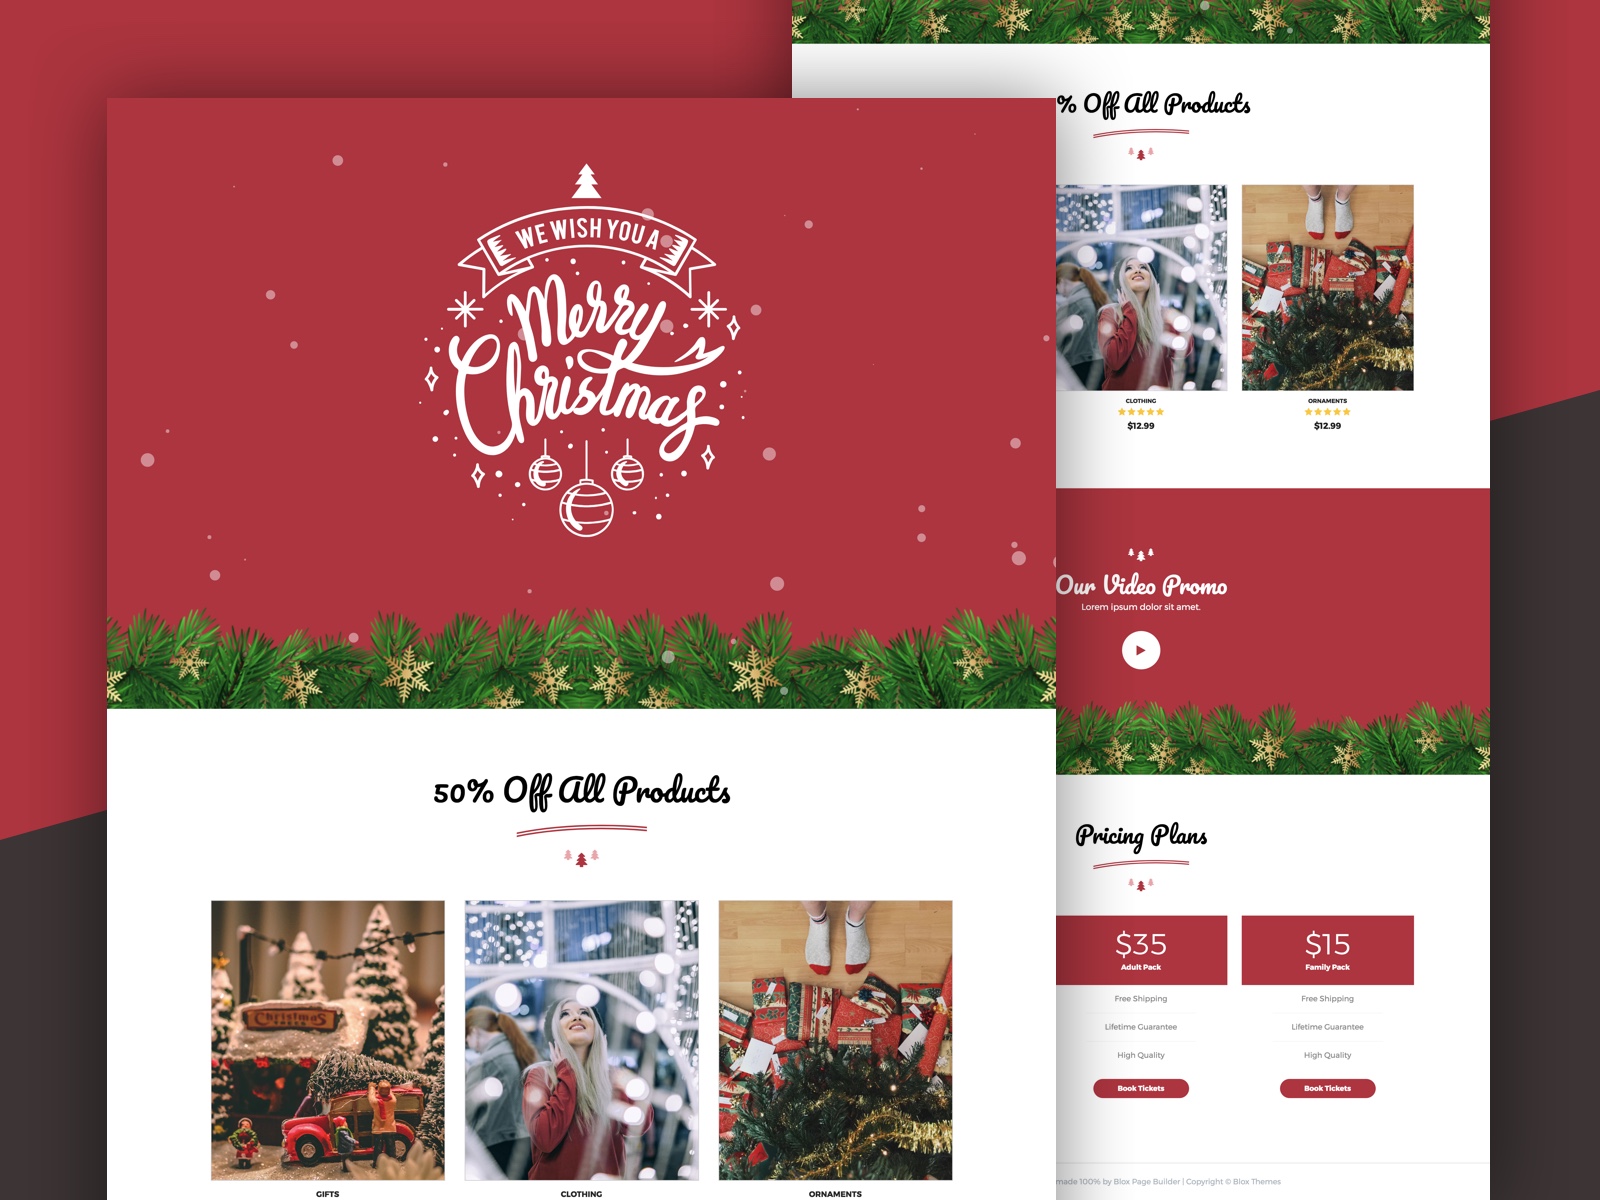 WE WISH YOU A
Merry
Christmas
50% Off All Products
Christmas
GIFTS
CLOTHING
ORNAMENTS
% Off All Products
CLOTHING
ORNAMENTS
$12.99
$12.99
Our Video Promo
Lorem ipsum dolor sit amet.
Pricing Plans
$35
Adult Pack
Free Shipping
Lifetime Guarantee
High Quality
Book Tickets
$15
Family Pack
Free Shipping
Lifetime Guarantee
High Quality
Book Tickets
made 100% by Blox Page Builder | Copyright © Blox Themes